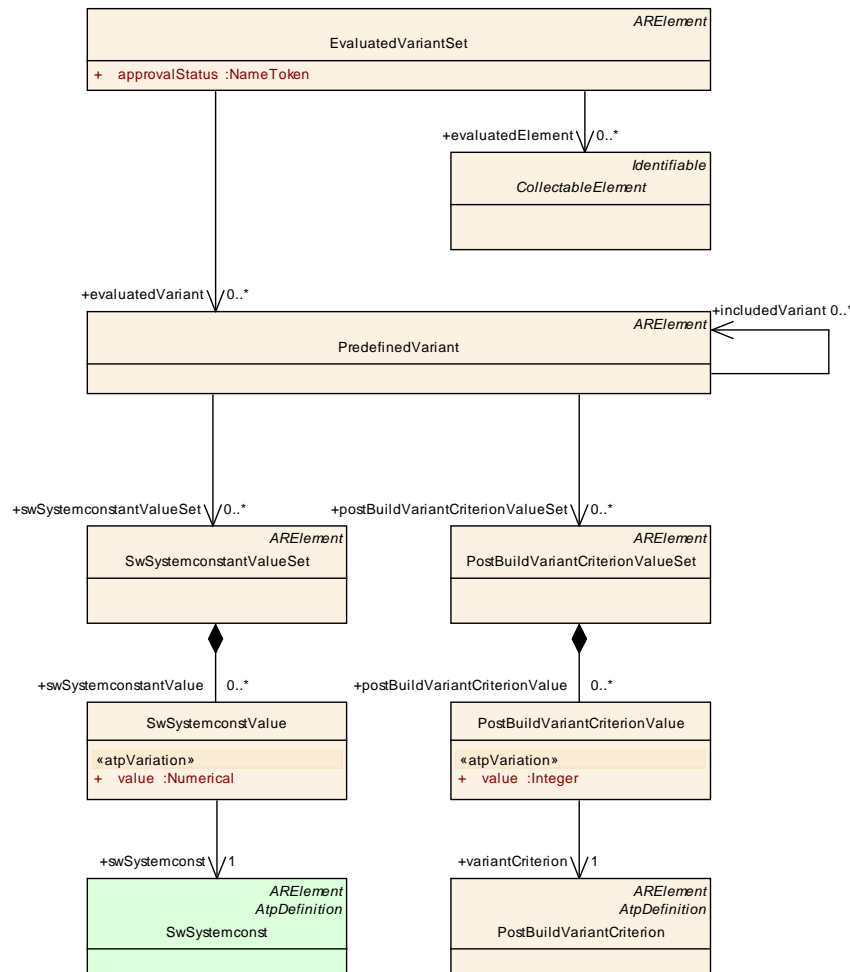 ARElement
EvaluatedVariantSet
+ approvalStatus :NameToken
+evaluatedElement 0..*
Identifiable
CollectableElement
+evaluatedVariant 0..*
+includedVariant 0..*
ARElement
PredefinedVariant
+swSystemconstantValueSet 0..* +postBuildVariantCriterionValueSet 0..*
ARElement ARElement
SwSystemconstantValueSet PostBuildVariantCriterionValueSet
+swSystemconstantValue 0..* +postBuildVariantCriterionValue 0..*
SwSystemconstValue PostBuildVariantCriterionValue
«atpVariation» «atpVariation»
+ value :Numerical + value :Integer
+swSystemconst 1 +variantCriterion 1
ARElement ARElement
AtpDefinition AtpDefinition
SwSystemconst PostBuildVariantCriterion